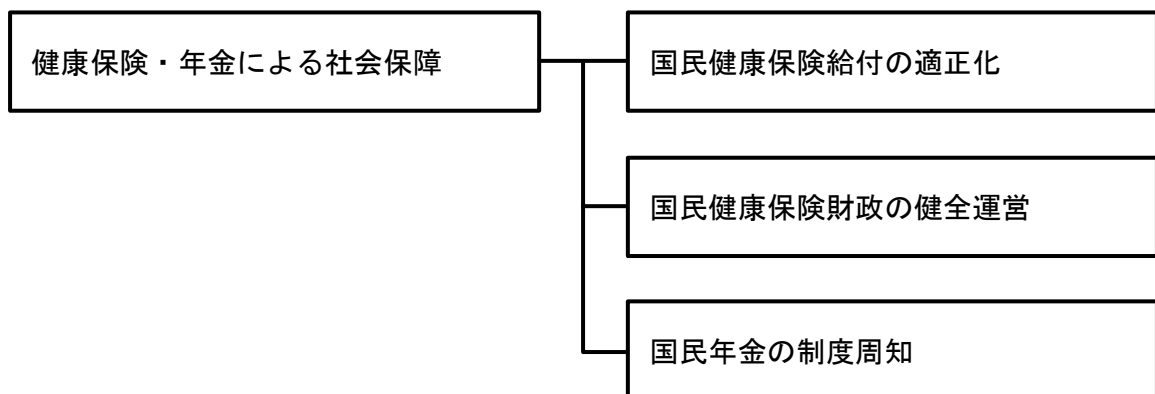 健康保険・年金による社会保障
国民健康保険給付の適正化
国民健康保険財政の健全運営
国民年金の制度周知